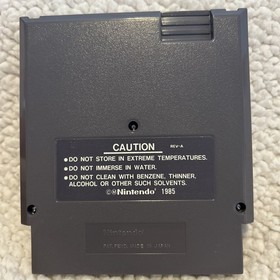 CAUTION REV-A
•DO NOT STORE IN EXTREME TEMPERATURES.
•DO NOT IMMERSE IN WATER.
•DO NOT CLEAN WITH BENZENE, THINNER,
ALCOHOL OR OTHER SUCH SOLVENTS.
©®Nintendo® 1985
Nintendo